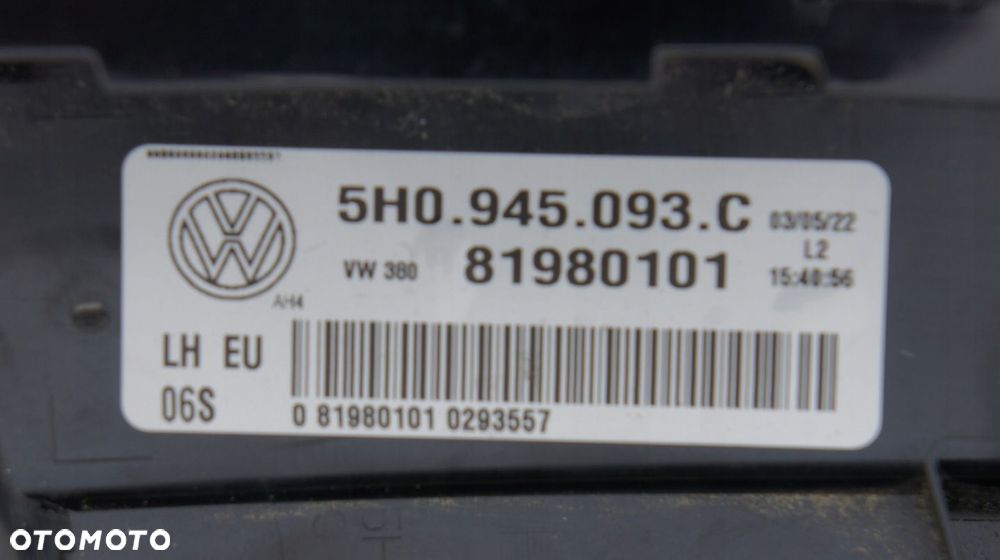 5H0.945.093.C 03/05/22
VW 380 81980101 L2
15:40:56
AH4
LH EU
06S
0 81980101 0293557
OTOMOTO